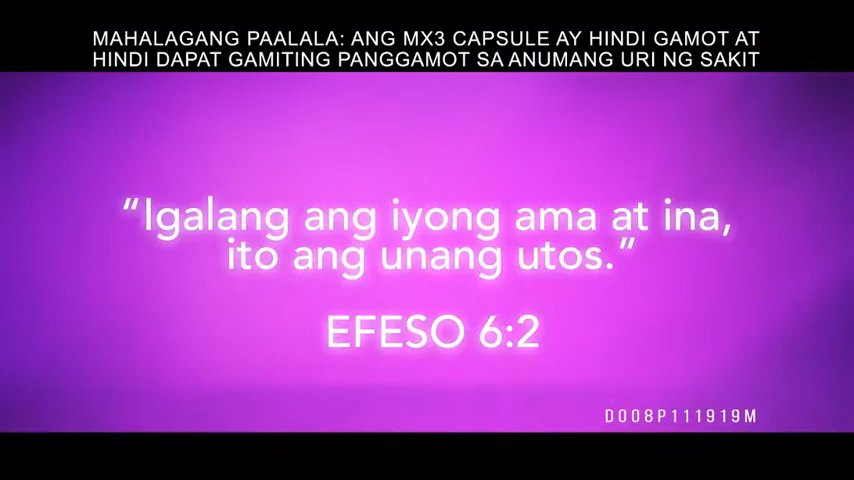 MAHALAGANG PAALALA: ANG MX3 CAPSULE AY HINDI GAMOT AT
HINDI DAPAT GAMITING PANGGAMOT SA ANUMANG URI NG SAKIT
“Igalang ang iyong ama at ina,
ito ang unang utos.”
EFESO 6:2
D008P111919M